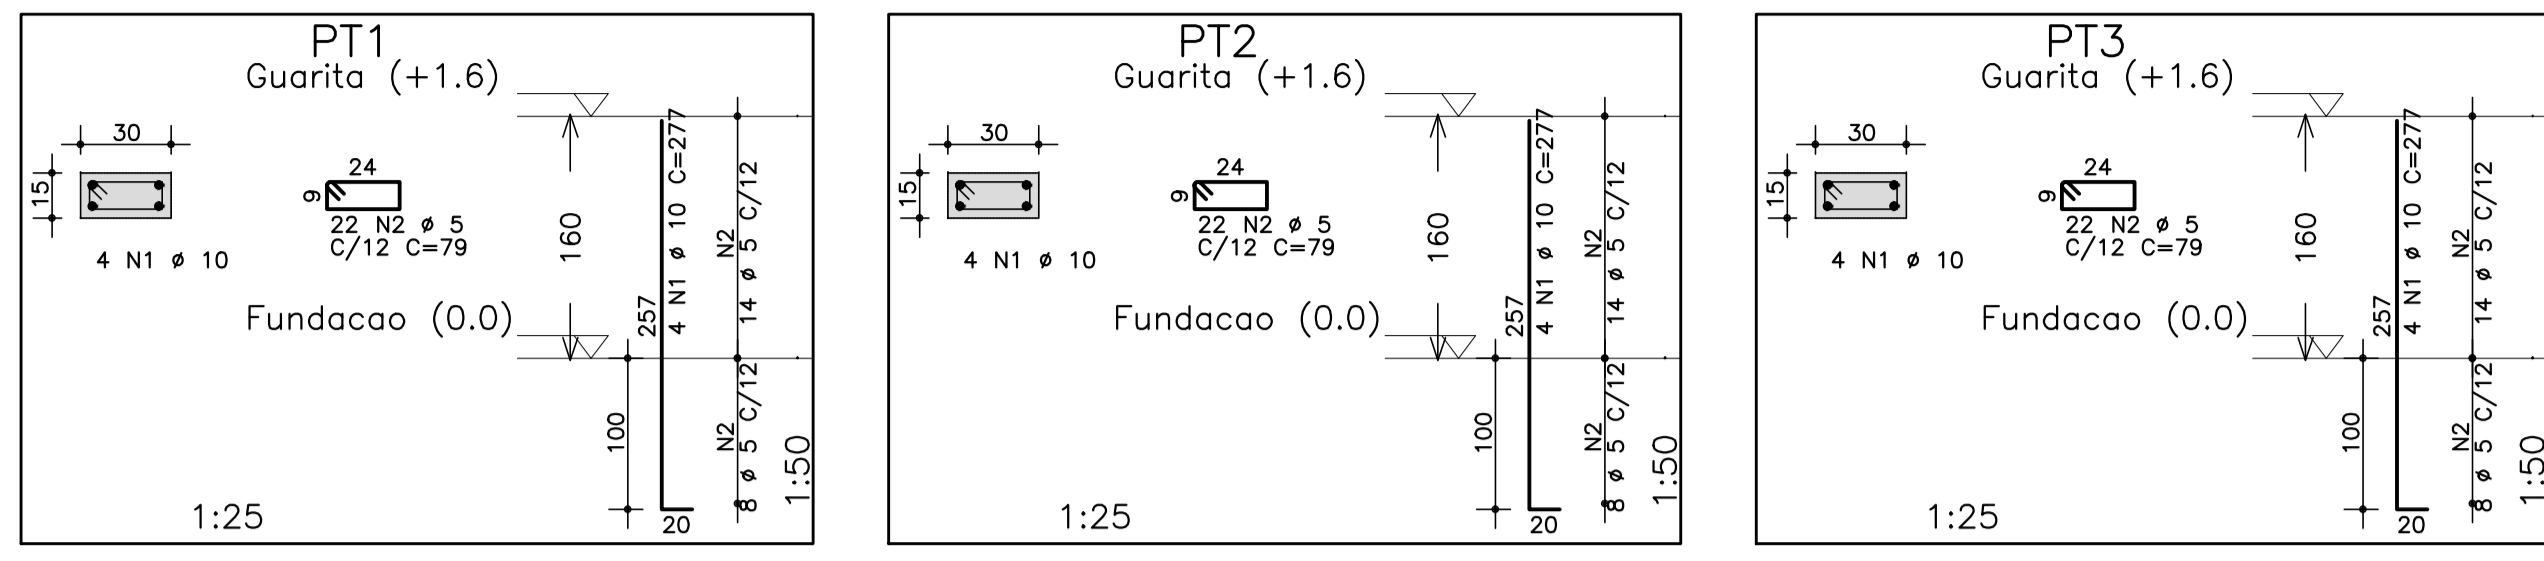 PT1
Guarita (+1.6)
30
15
4 N1 ø 10
24
9
22 N2 ø 5
C/12 C=79
Fundacao (0.0)
160
100
257
4 N1 ø 10 C=277
20
N2
14 ø 5 C/12
N2
8 ø 5 C/12
1:25
1:50
PT2
Guarita (+1.6)
30
15
4 N1 ø 10
24
9
22 N2 ø 5
C/12 C=79
Fundacao (0.0)
160
100
257
4 N1 ø 10 C=277
20
N2
14 ø 5 C/12
N2
8 ø 5 C/12
1:25
1:50
PT3
Guarita (+1.6)
30
15
4 N1 ø 10
24
9
22 N2 ø 5
C/12 C=79
Fundacao (0.0)
160
100
257
4 N1 ø 10 C=277
20
N2
14 ø 5 C/12
N2
8 ø 5 C/12
1:25
1:50